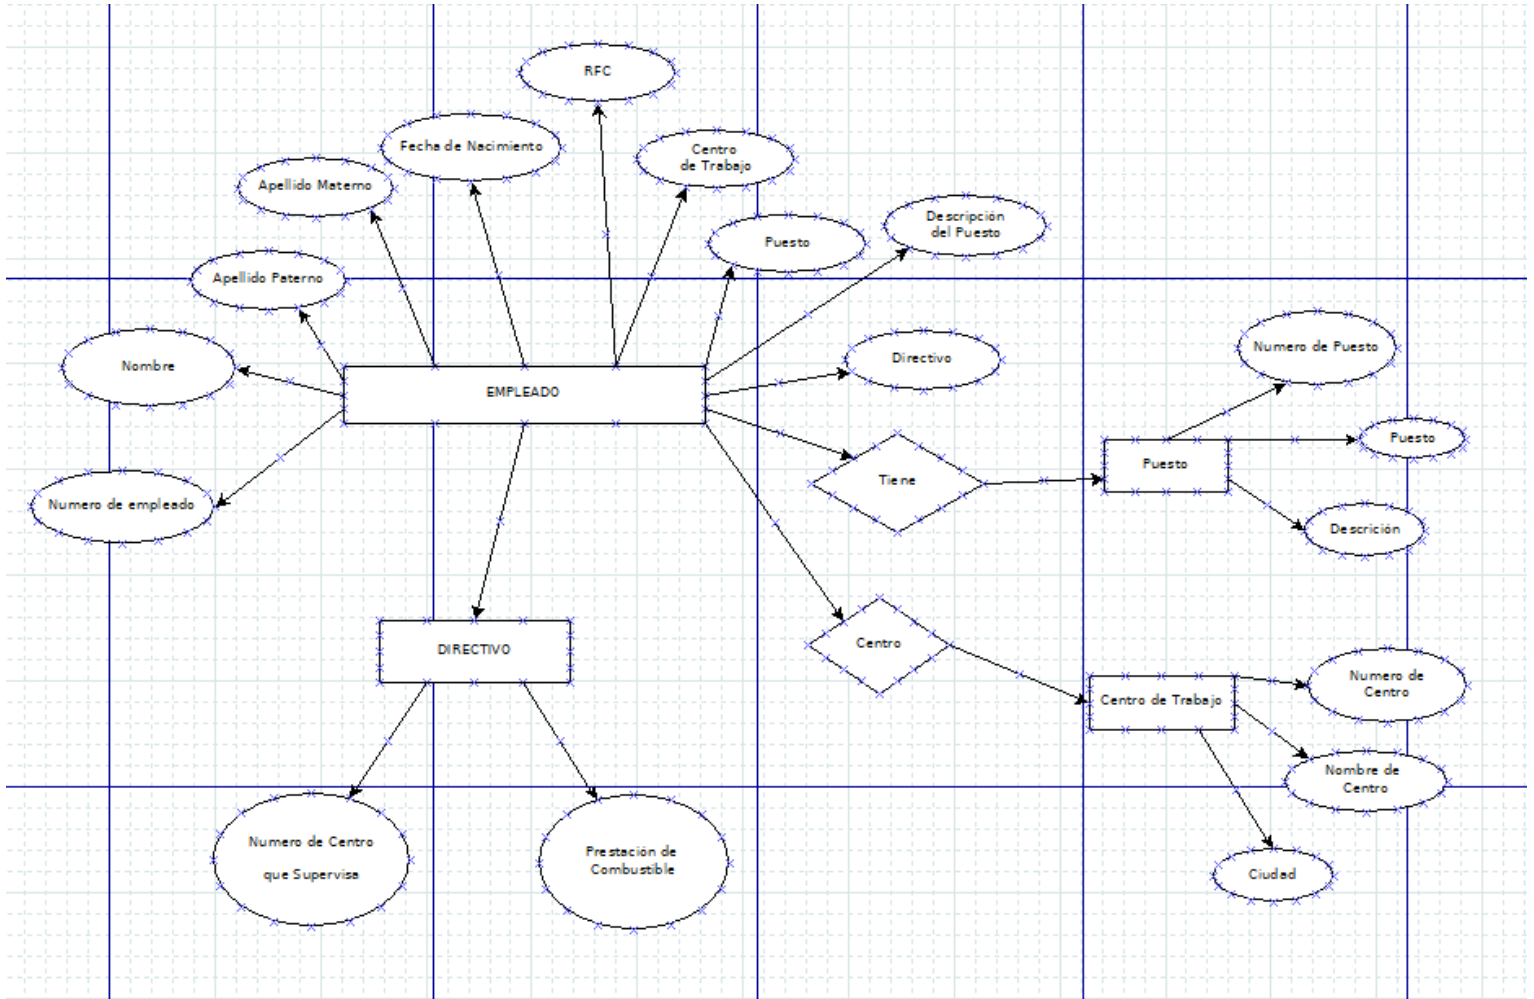 RFC
Fecha de Nacimiento
Centro
de Trabajo
Apellido Materno
Descripción
del Puesto
Puesto
Apellido Paterno
Numero de Puesto
Directivo
Nombre
EMPLEADO
Puesto
Puesto
Tiene
Numero de empleado
Descrición
Centro
DIRECTIVO
Numero de
Centro
Centro de Trabajo
Nombre de
Centro
Numero de Centro
que Supervisa
Prestación de
Combustible
Ciudad